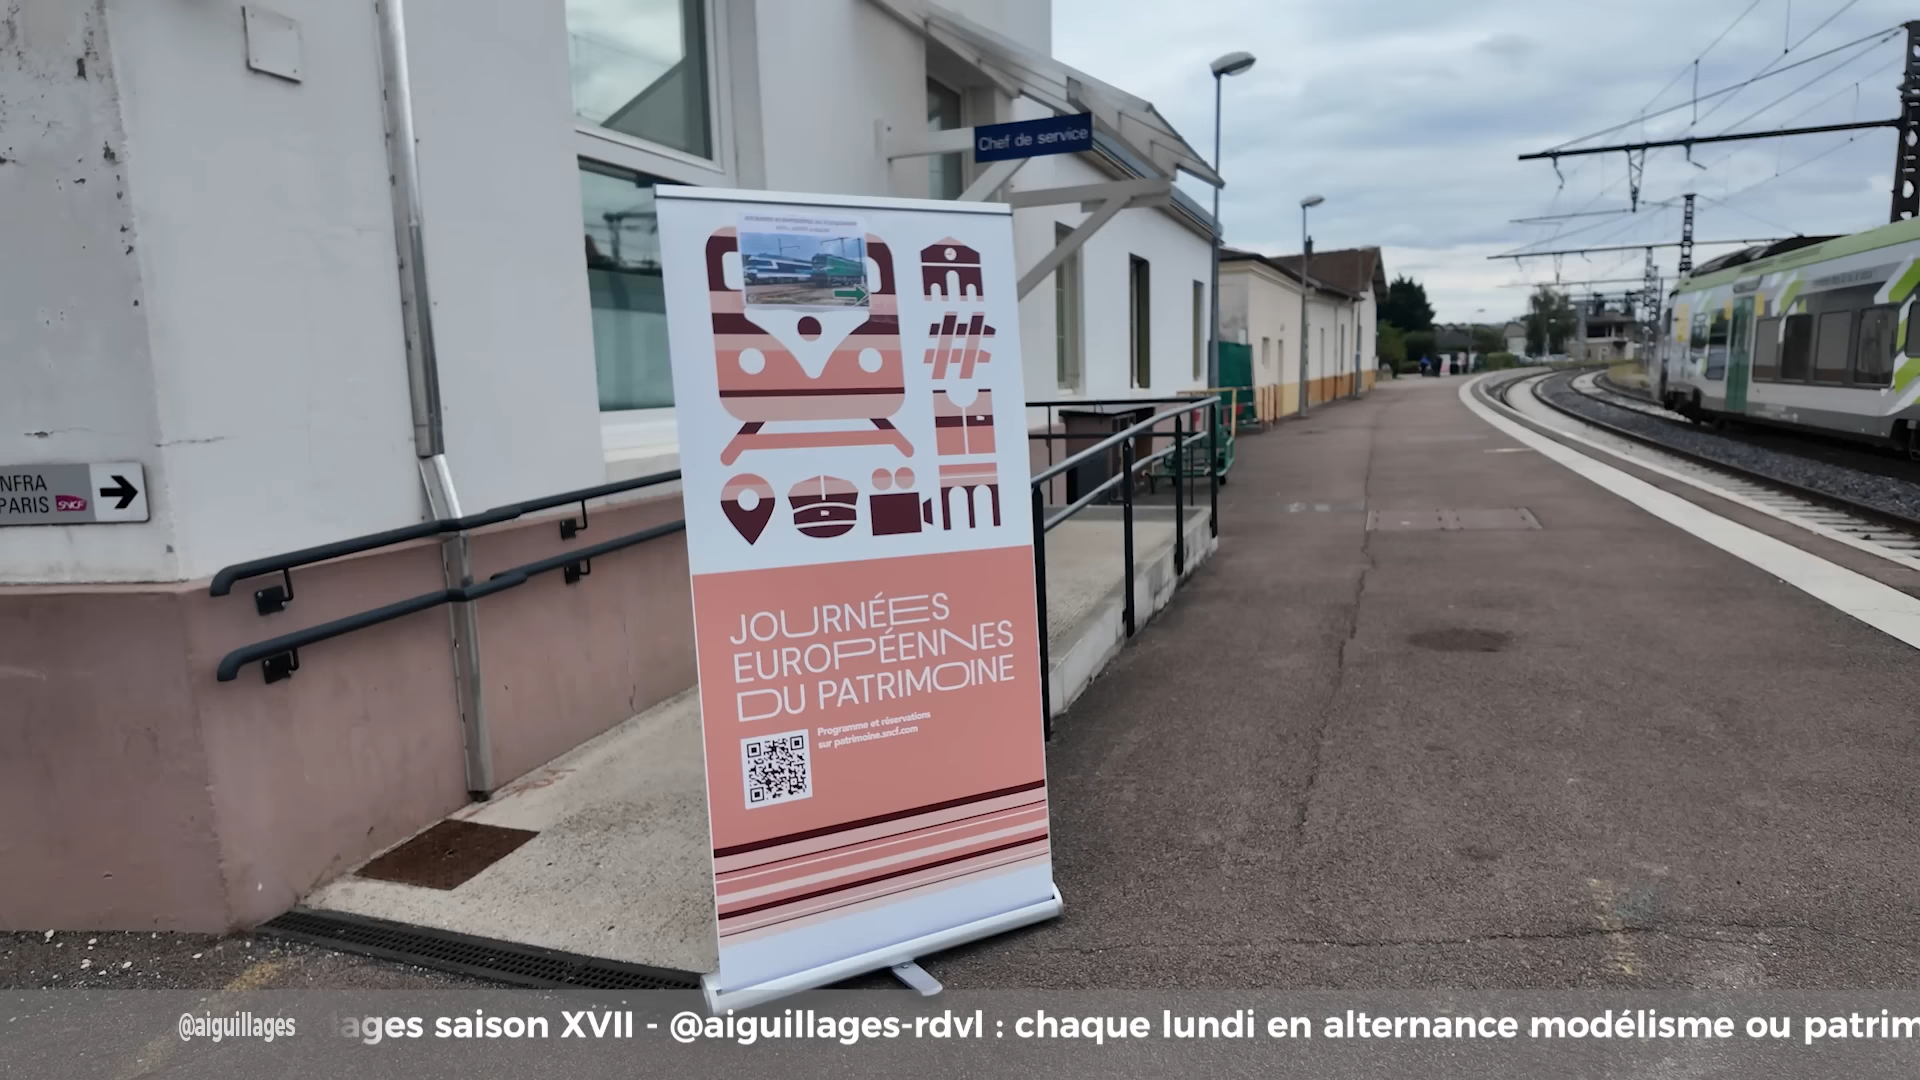 Chef de service
NFRA
PARIS SNCF
JOURNÉES
EUROPÉENNES
DU PATRIMOINE
Programme et réservations
sur patrimoine.sncf.com
@aiguillages
ages saison XVII - @aiguillages-rdvl : chaque lundi en alternance modélisme ou patrim